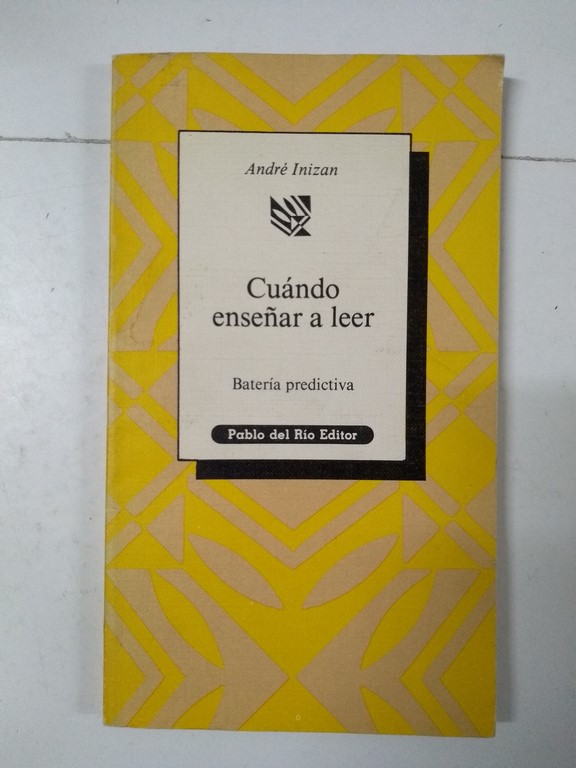 André Inizan
Cuándo
enseñar a leer
Batería predictiva
Pablo del Río Editor